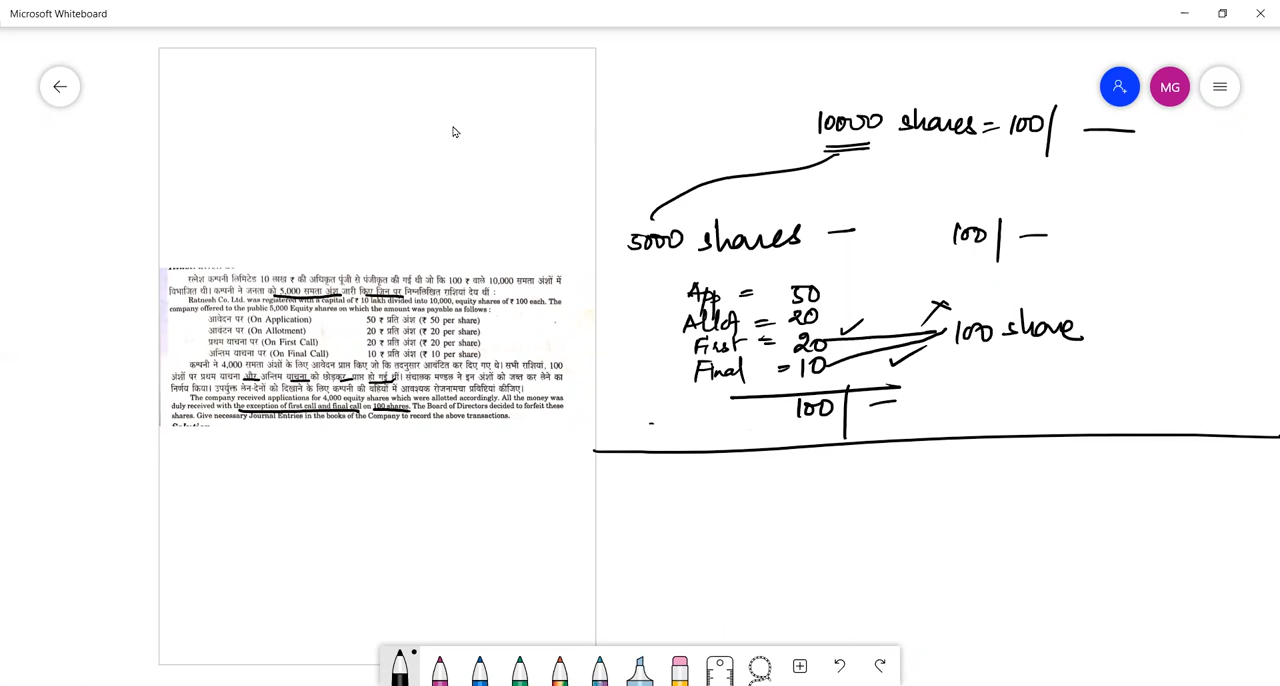 Microsoft Whiteboard
MG
रत्नेश कम्पनी लिमिटेड 10 लाख ₹ की अधिकृत पूंजी से पंजीकृत की गई थी जो कि 100 ₹ वाले 10,000 समता अंशों में
विभाजित थी। कम्पनी ने जनता को 5,000 समता अंश जारी किए जिन पर निम्नलिखित राशियां देय थीं :
Ratnesh Co. Ltd. was registered with a capital of ₹ 10 lakh divided into 10,000, equity shares of ₹ 100 each. The
company offered to the public 5,000 Equity shares on which the amount was payable as follows :
आवेदन पर (On Application) 50 ₹ प्रति अंश (₹ 50 per share)
आवंटन पर (On Allotment) 20 ₹ प्रति अंश (₹ 20 per share)
प्रथम याचना पर (On First Call) 20 ₹ प्रति अंश (₹ 20 per share)
अन्तिम याचना पर (On Final Call) 10 ₹ प्रति अंश (₹ 10 per share)
कम्पनी ने 4,000 समता अंशों के लिए आवेदन प्राप्त किए जो कि तदनुसार आवंटित कर दिए गए थे। सभी राशियां, 100
अंशों पर प्रथम याचना और अन्तिम याचना को छोड़कर प्राप्त हो गई थीं। संचालक मण्डल ने इन अंशों को जब्त कर लेने का
निर्णय किया। उपर्युक्त लेन-देनों को दिखाने के लिए कम्पनी की बहियों में आवश्यक रोजनामचा प्रविष्टियां कीजिए।
The company received applications for 4,000 equity shares which were allotted accordingly. All the money was
duly received with the exception of first call and final call on 100 shares. The Board of Directors decided to forfeit these
shares. Give necessary Journal Entries in the books of the Company to record the above transactions.
10000 shares = 100/ —
5000 shares — 100/ —
App = 50
Allot = 20
First = 20
Final = 10
100 share
100/ =